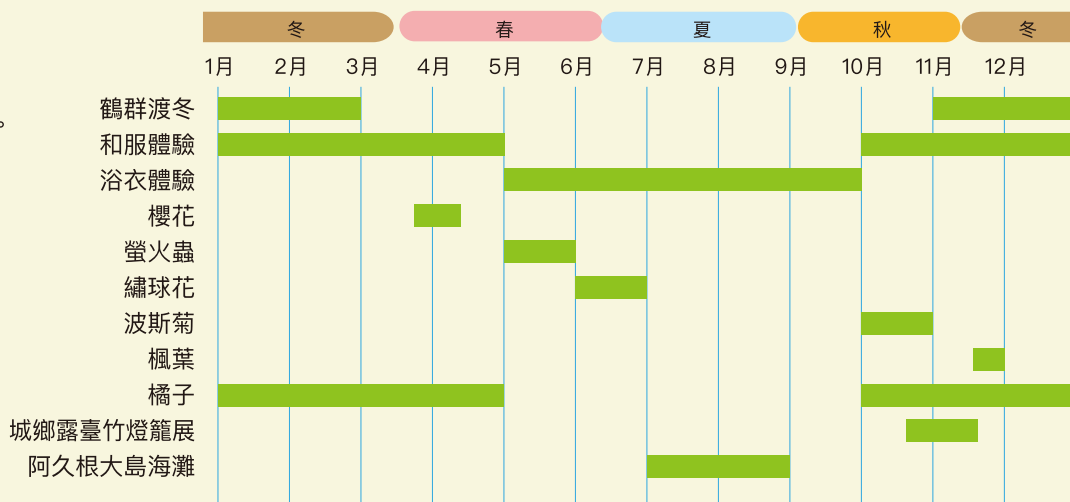 冬 春 夏 秋 冬
1月 2月 3月 4月 5月 6月 7月 8月 9月 10月 11月 12月
鶴群渡冬
。
和服體驗
浴衣體驗
櫻花
螢火蟲
繡球花
波斯菊
楓葉
橘子
城鄉露臺竹燈籠展
阿久根大島海灘